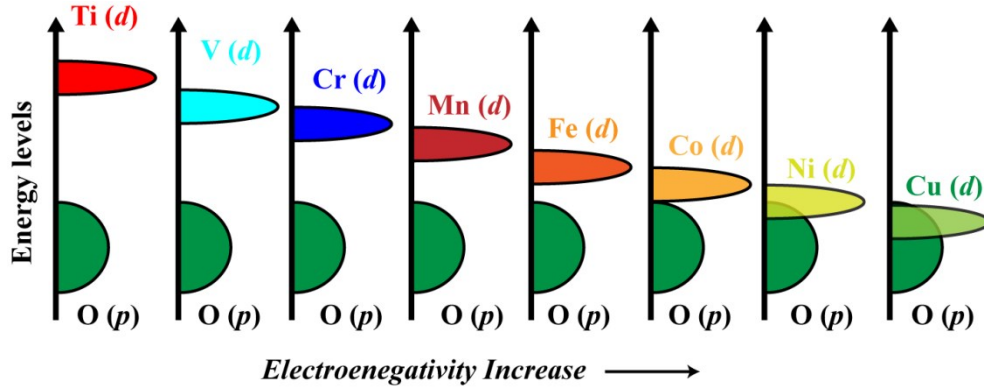 Ti (d)
V (d)
Cr (d)
Mn (d)
Fe (d)
Co (d)
Ni (d)
Cu (d)
Energy levels
O (p) O (p) O (p) O (p) O (p) O (p) O (p) O (p)
Electroenegativity Increase